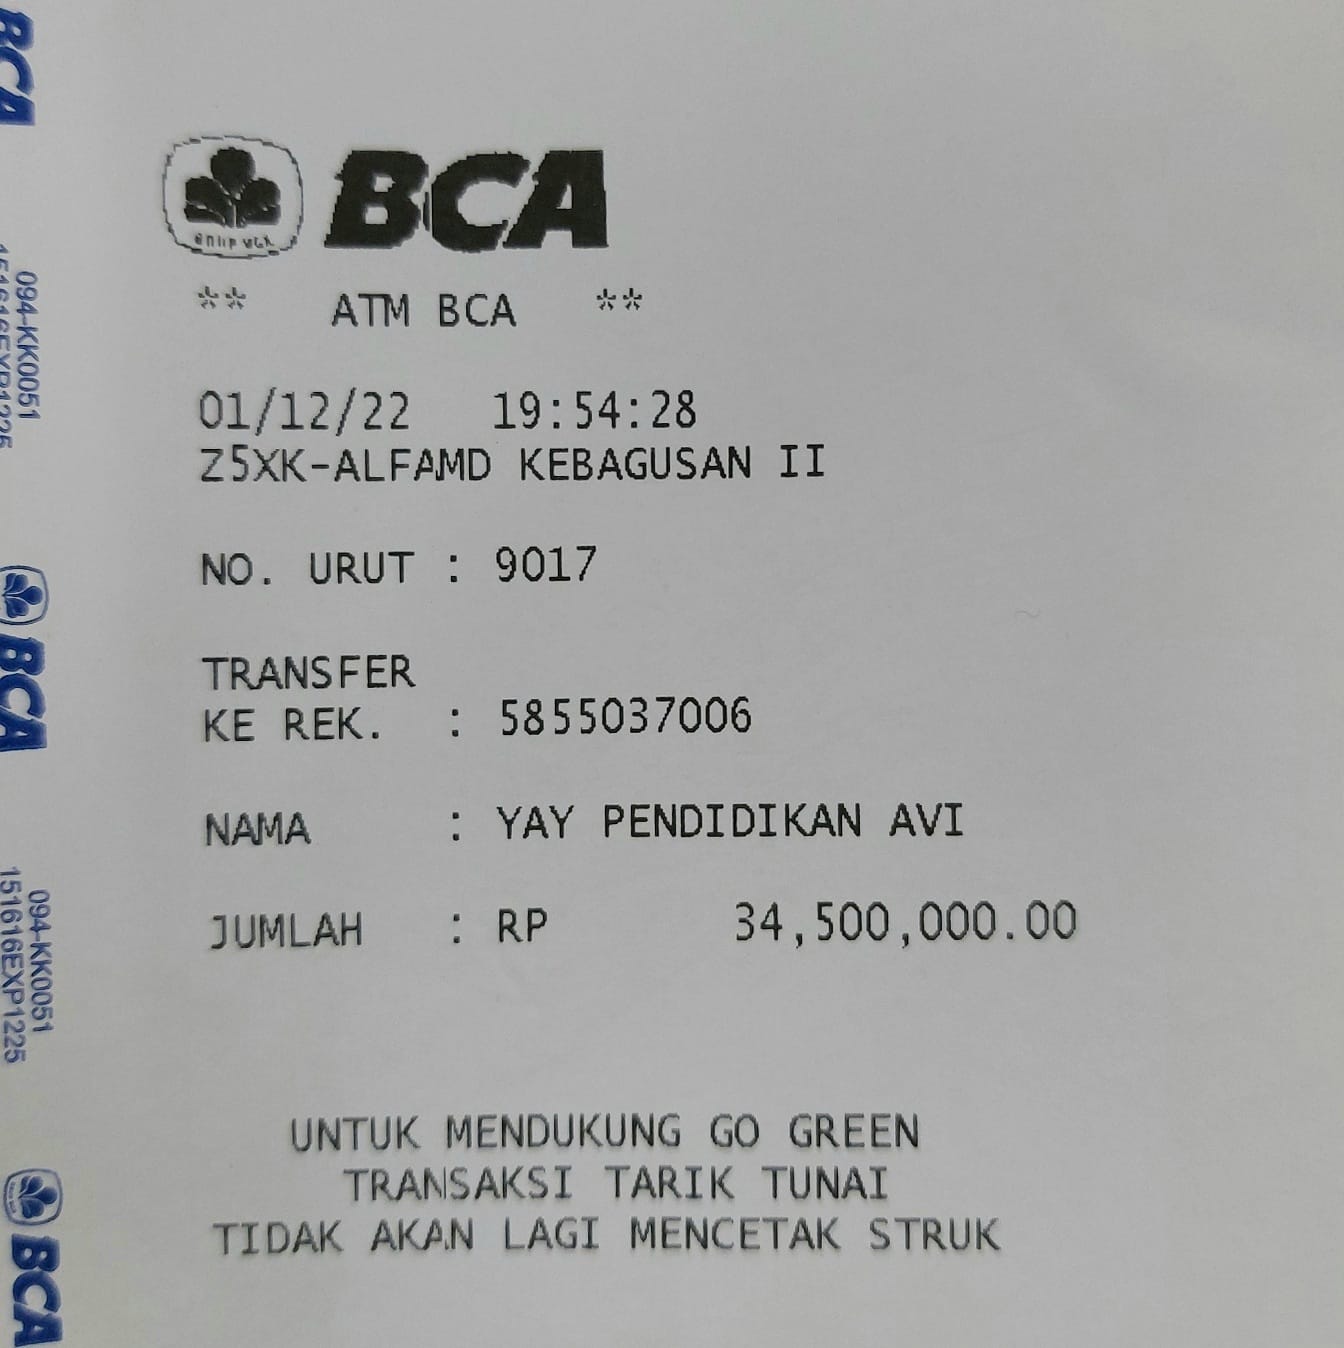 BCA
** ATM BCA **
01/12/22 19:54:28
Z5XK-ALFAMD KEBAGUSAN II
NO. URUT : 9017
TRANSFER
KE REK. : 5855037006
NAMA : YAY PENDIDIKAN AVI
JUMLAH : RP 34,500,000.00
UNTUK MENDUKUNG GO GREEN
TRANSAKSI TARIK TUNAI
TIDAK AKAN LAGI MENCETAK STRUK
BCA
094-KK0051
151616EXP1225
BCA
094-KK0051
151616EXP1225
BCA